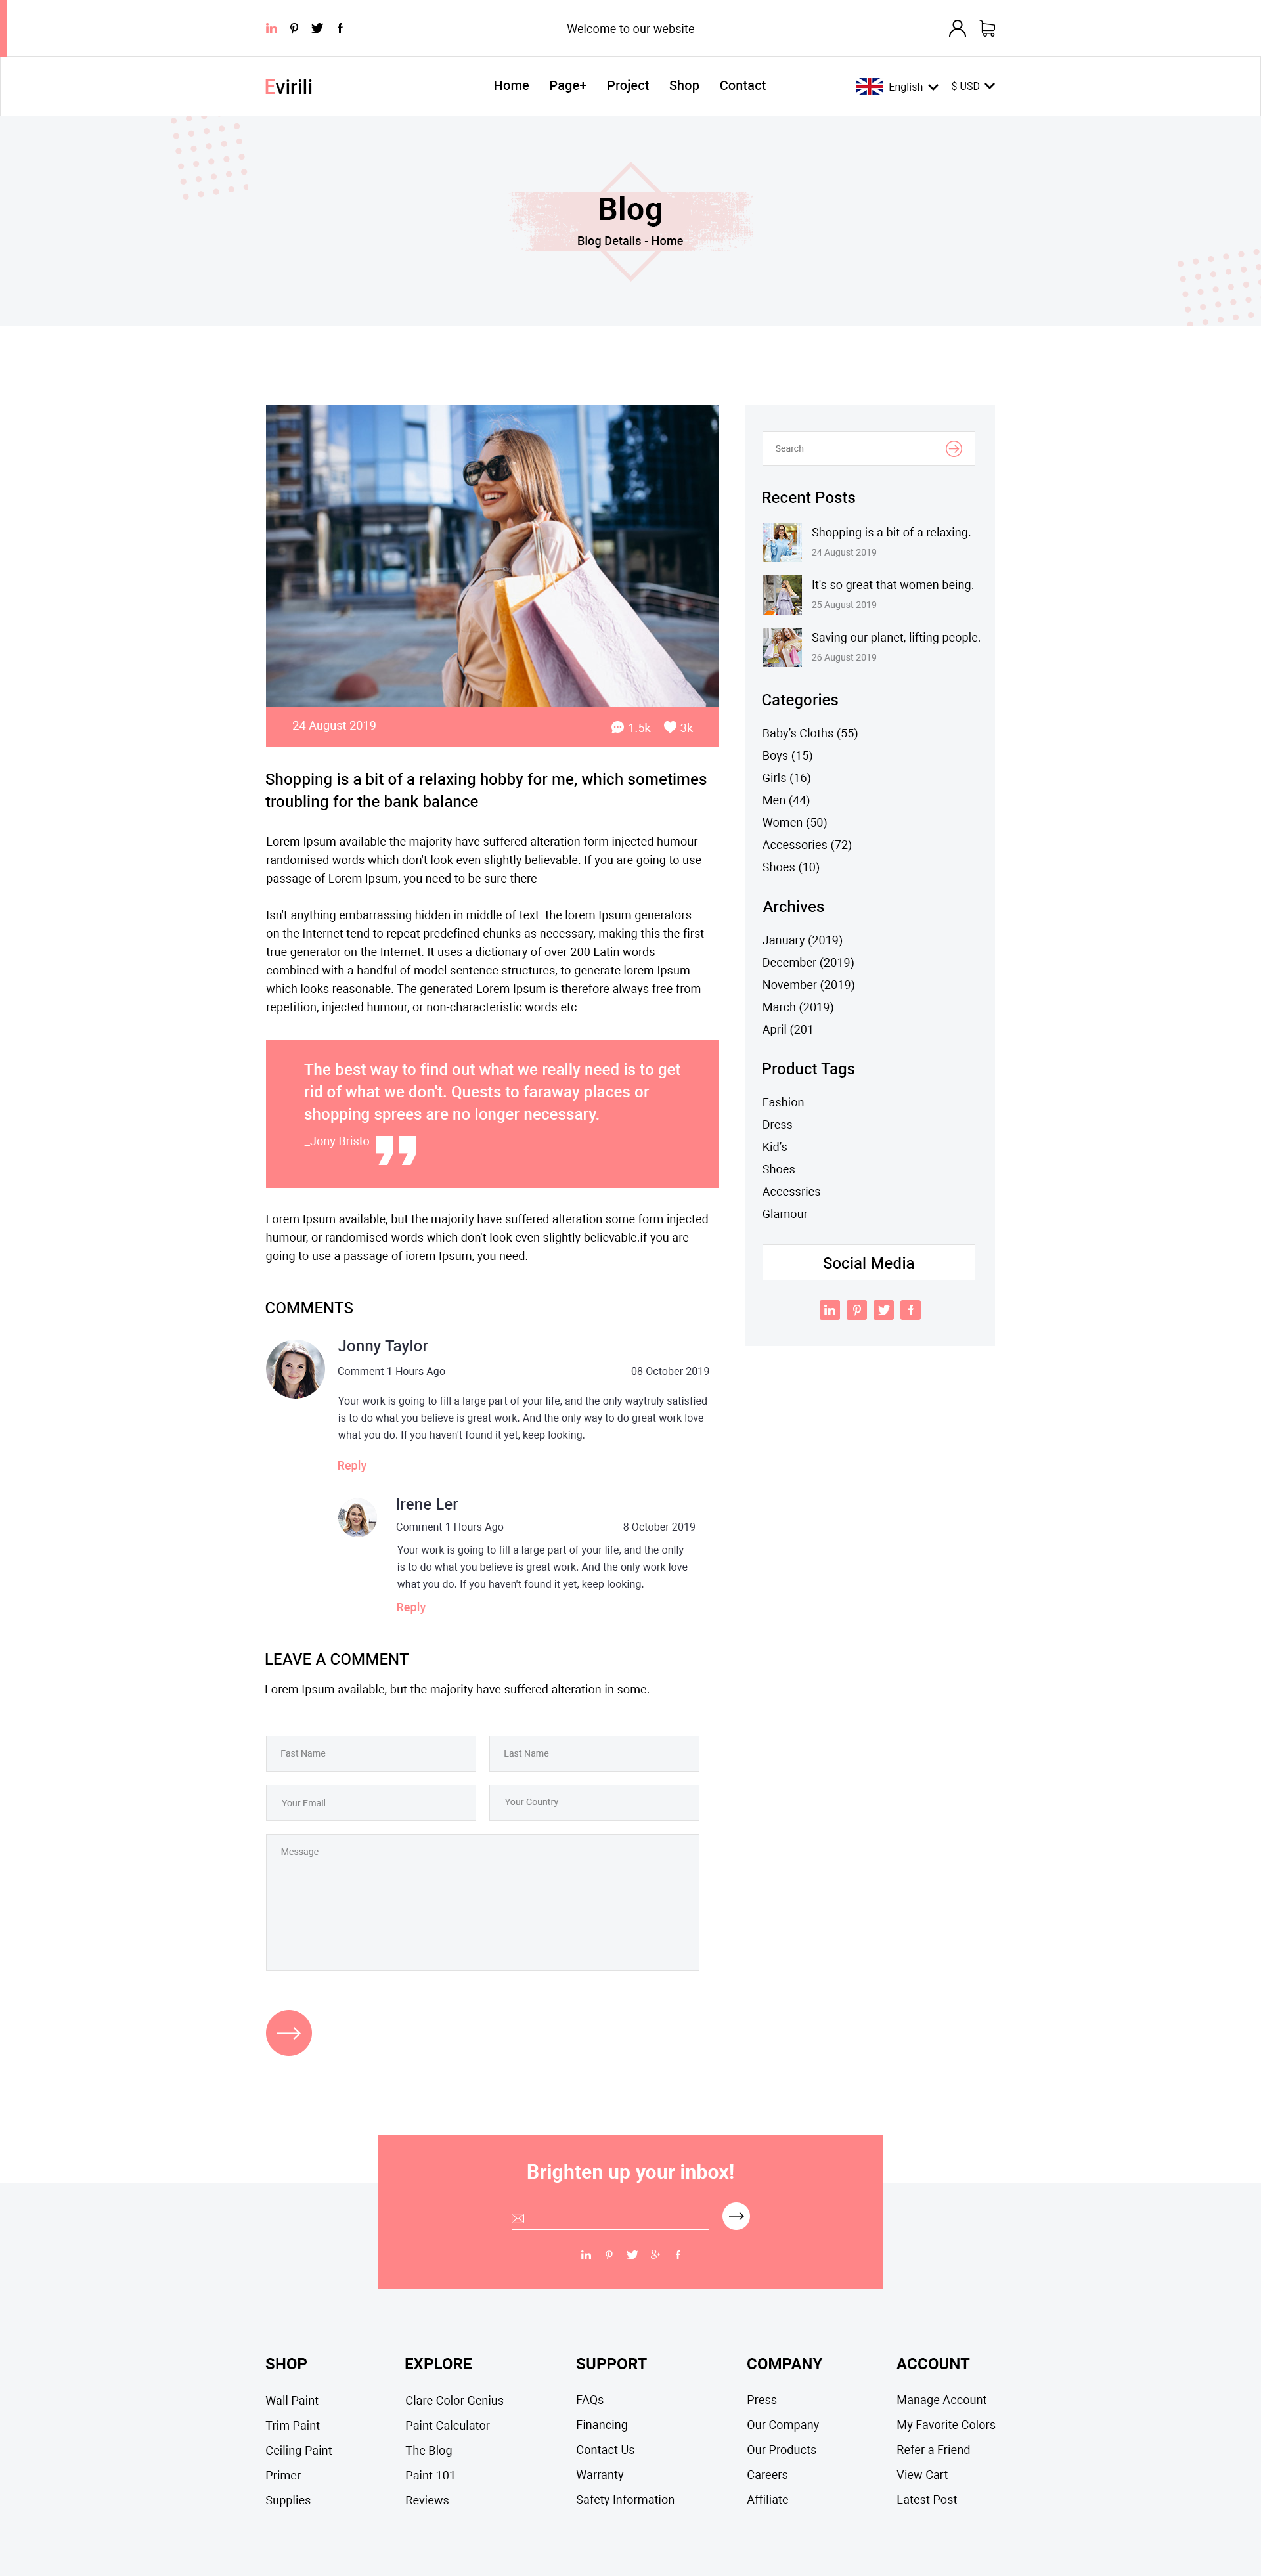 Welcome to our website
Evirili
Home Page+ Project Shop Contact
English
$ USD
Blog
Blog Details - Home
24 August 2019
1.5k 3k
Shopping is a bit of a relaxing hobby for me, which sometimes
troubling for the bank balance
Lorem Ipsum available the majority have suffered alteration form injected humour
randomised words which don't look even slightly believable. If you are going to use
passage of Lorem Ipsum, you need to be sure there
Isn't anything embarrassing hidden in middle of text  the lorem Ipsum generators
on the Internet tend to repeat predefined chunks as necessary, making this the first
true generator on the Internet. It uses a dictionary of over 200 Latin words
combined with a handful of model sentence structures, to generate lorem Ipsum
which looks reasonable. The generated Lorem Ipsum is therefore always free from
repetition, injected humour, or non-characteristic words etc
The best way to find out what we really need is to get
rid of what we don't. Quests to faraway places or
shopping sprees are no longer necessary.
_Jony Bristo
Lorem Ipsum available, but the majority have suffered alteration some form injected
humour, or randomised words which don't look even slightly believable.if you are
going to use a passage of iorem Ipsum, you need.
COMMENTS
Jonny Taylor
Comment 1 Hours Ago
08 October 2019
Your work is going to fill a large part of your life, and the only waytruly satisfied
is to do what you believe is great work. And the only way to do great work love
what you do. If you haven't found it yet, keep looking.
Reply
Irene Ler
Comment 1 Hours Ago
8 October 2019
Your work is going to fill a large part of your life, and the onlly
is to do what you believe is great work. And the only work love
what you do. If you haven't found it yet, keep looking.
Reply
LEAVE A COMMENT
Lorem Ipsum available, but the majority have suffered alteration in some.
Fast Name
Last Name
Your Email
Your Country
Message
Search
Recent Posts
Shopping is a bit of a relaxing.
24 August 2019
It's so great that women being.
25 August 2019
Saving our planet, lifting people.
26 August 2019
Categories
Baby's Cloths (55)
Boys (15)
Girls (16)
Men (44)
Women (50)
Accessories (72)
Shoes (10)
Archives
January (2019)
December (2019)
November (2019)
March (2019)
April (201
Product Tags
Fashion
Dress
Kid's
Shoes
Accessries
Glamour
Social Media
Brighten up your inbox!
SHOP
Wall Paint
Trim Paint
Ceiling Paint
Primer
Supplies
EXPLORE
Clare Color Genius
Paint Calculator
The Blog
Paint 101
Reviews
SUPPORT
FAQs
Financing
Contact Us
Warranty
Safety Information
COMPANY
Press
Our Company
Our Products
Careers
Affiliate
ACCOUNT
Manage Account
My Favorite Colors
Refer a Friend
View Cart
Latest Post